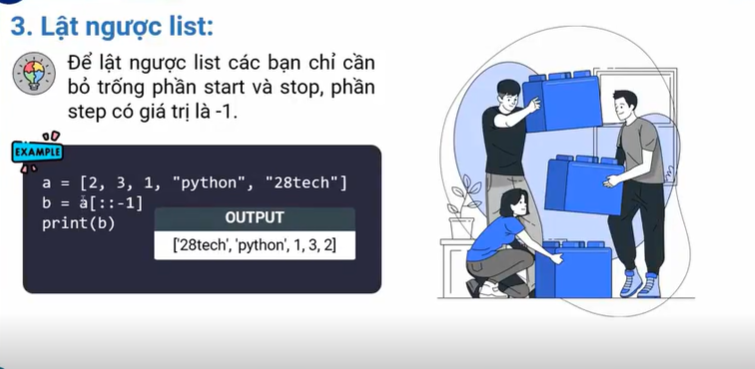 3. Lật ngược list:
Để lật ngược list các bạn chỉ cần
bỏ trống phần start và stop, phần
step có giá trị là -1.
EXAMPLE
a = [2, 3, 1, "python", "28tech"]
b = a[::-1]
print(b)
OUTPUT
['28tech', 'python', 1, 3, 2]